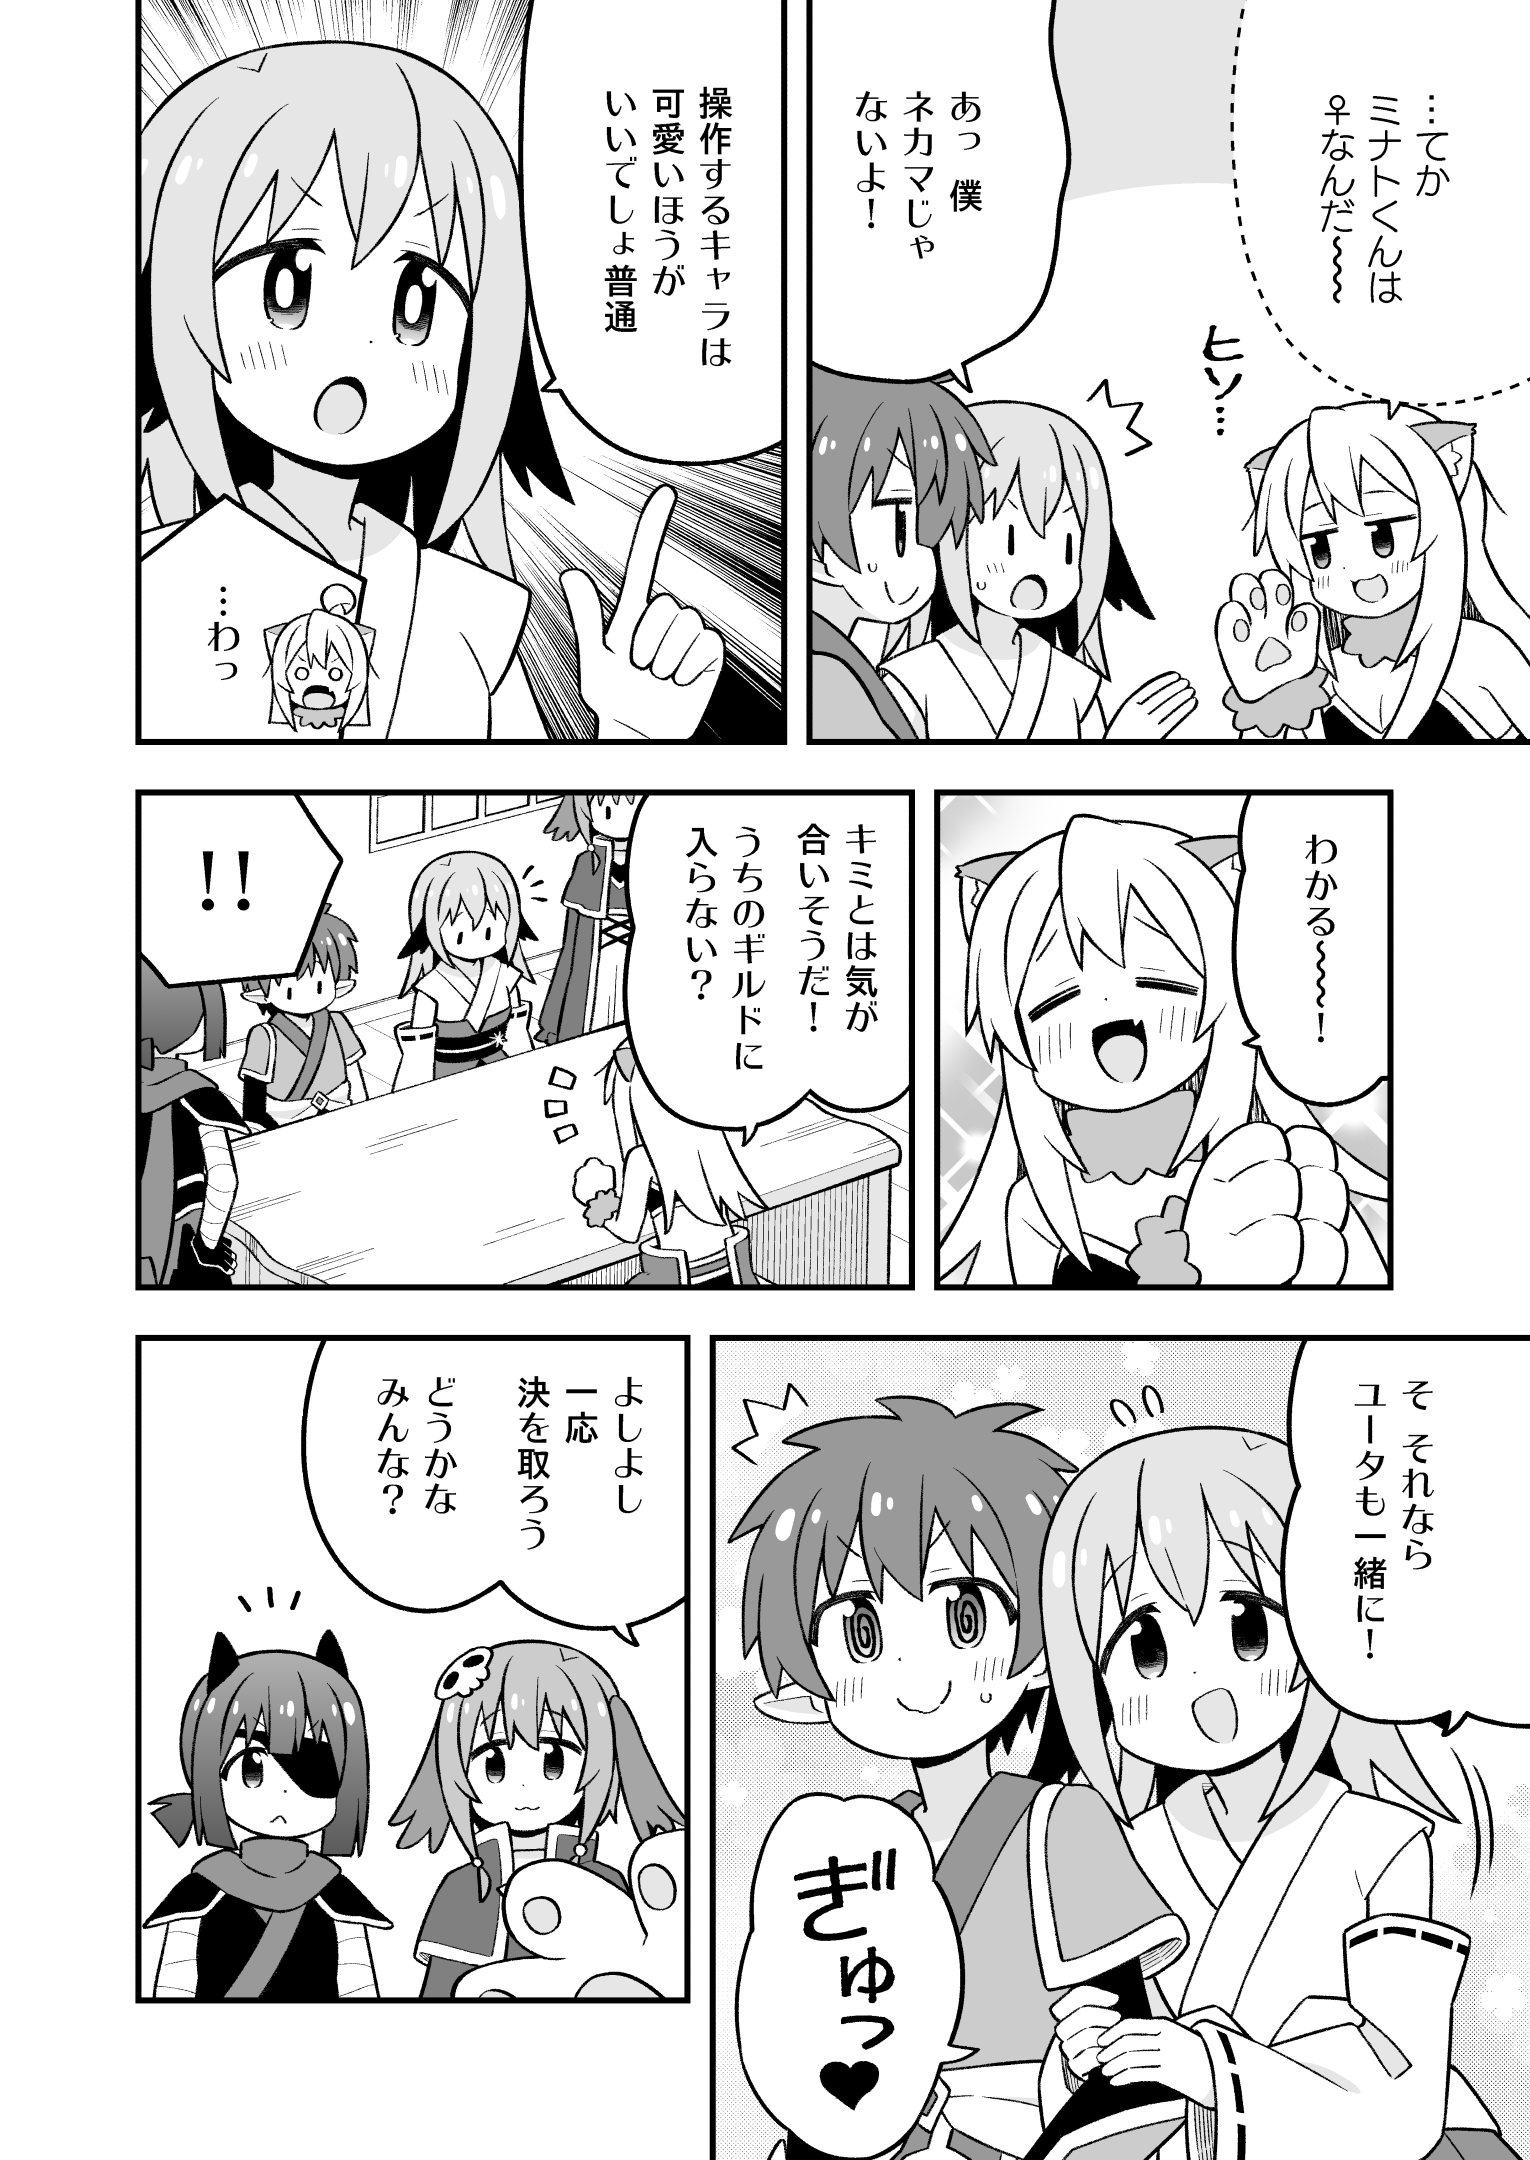 …てか
ミナトくんは
♀なんだ〜〜
ヒソ…
あっ 僕
ネカマじゃ
ないよ!
操作するキャラは
可愛いほうが
いいでしょ普通
…わっ
わかる〜〜!
キミとは気が
合いそうだ!
うちのギルドに
入らない?
!!
そ それなら
ユータも一緒に!
ぎゅっ♥
よしよし
一応
決を取ろう
どうかな
みんな?